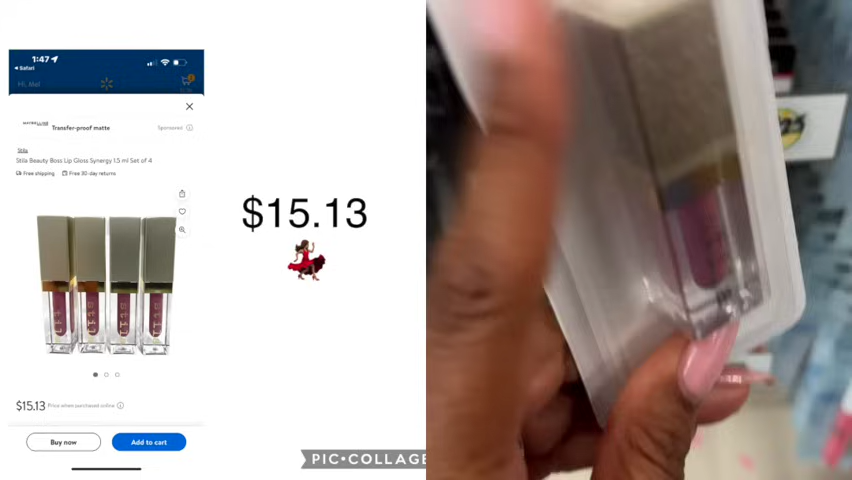 1:47
Safari
Hi, Mel
Transfer-proof matte
Sponsored
Stila
Stila Beauty Boss Lip Gloss Synergy 1.5 ml Set of 4
Free shipping
Free 30-day returns
$15.13 Price when purchased online
Buy now
Add to cart
$15.13
PIC•COLLAGE